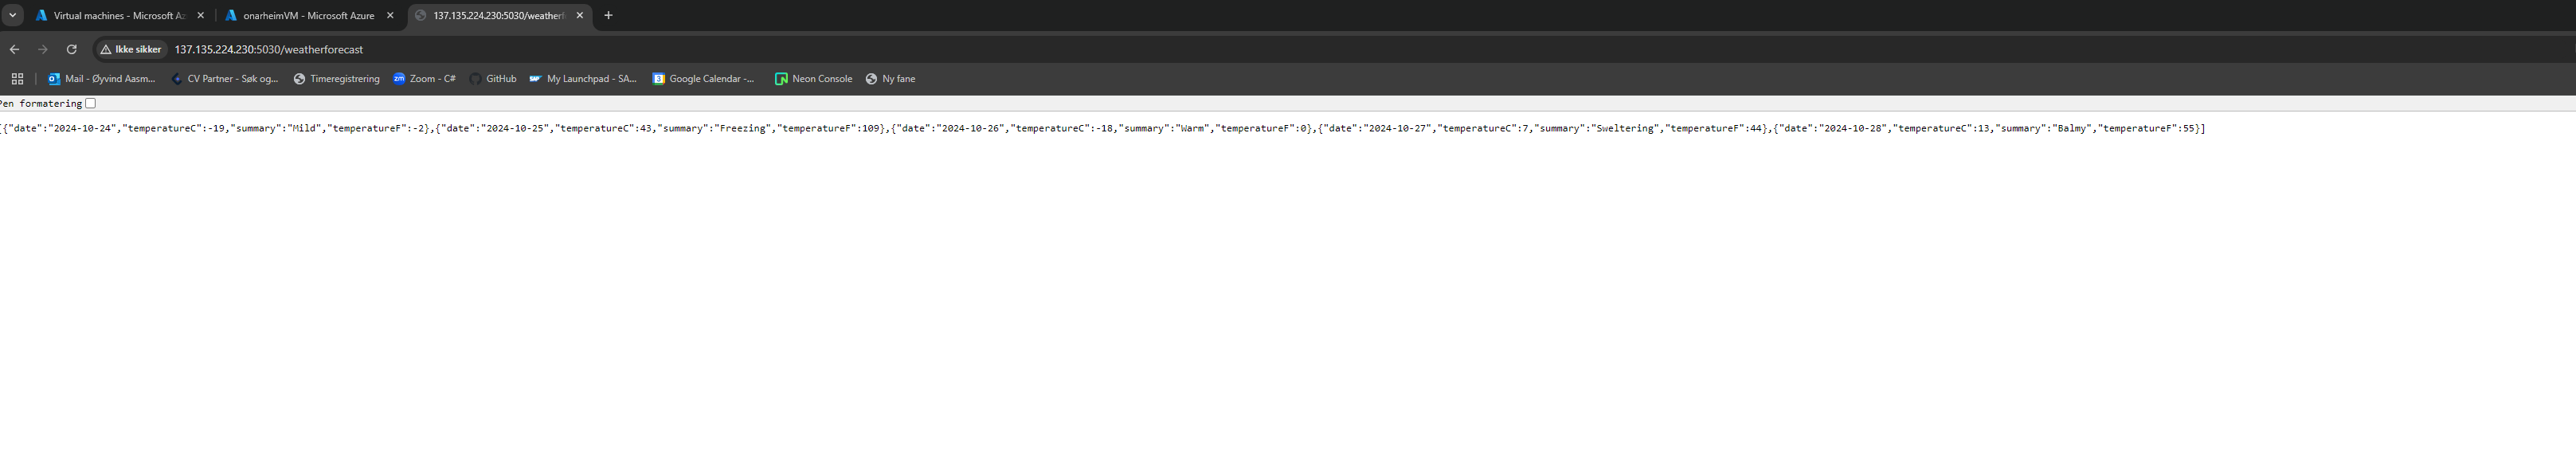 Virtual machines - Microsoft Az
onarheimVM - Microsoft Azure
137.135.224.230:5030/weatherf
Ikke sikker 137.135.224.230:5030/weatherforecast
Mail - Øyvind Aasm... CV Partner - Søk og... Timeregistrering Zoom - C# GitHub My Launchpad - SA... Google Calendar -... Neon Console Ny fane
Pen formatering
[{"date":"2024-10-24","temperatureC":-19,"summary":"Mild","temperatureF":-2},{"date":"2024-10-25","temperatureC":43,"summary":"Freezing","temperatureF":109},{"date":"2024-10-26","temperatureC":-18,"summary":"Warm","temperatureF":0},{"date":"2024-10-27","temperatureC":7,"summary":"Sweltering","temperatureF":44},{"date":"2024-10-28","temperatureC":13,"summary":"Balmy","temperatureF":55}]